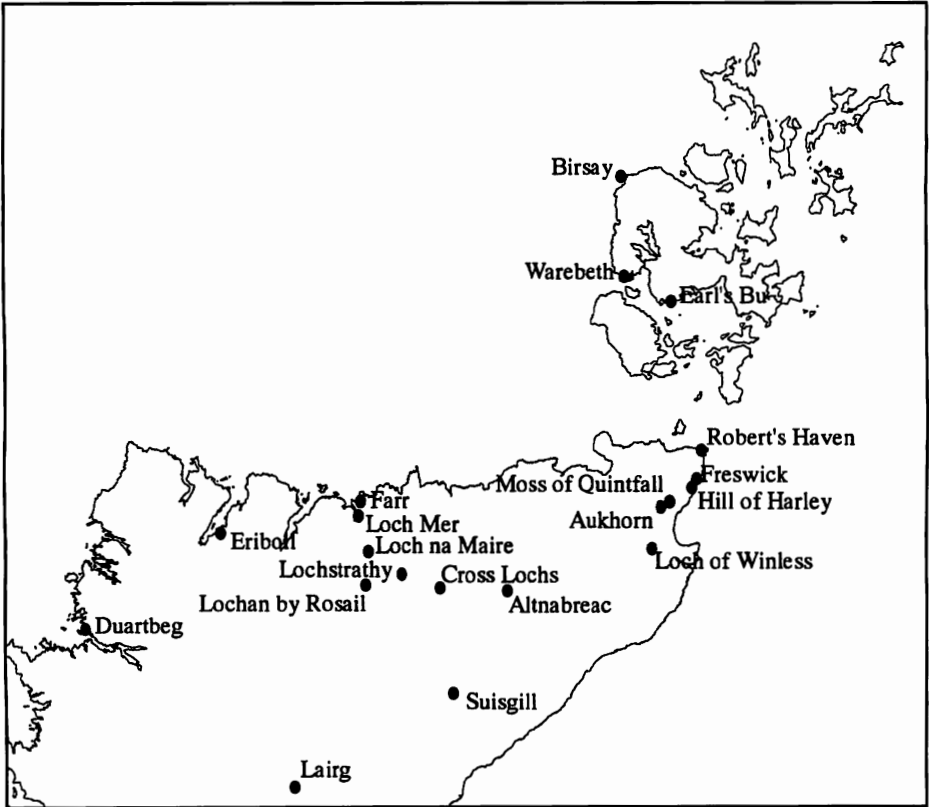 Birsay
Warebeth
Earl's Bu
Robert's Haven
Freswick
Moss of Quintfall
Hill of Harley
Farr
Aukhorn
Loch Mer
Eriboll
Loch na Maire
Loch of Winless
Lochstrathy
Cross Lochs
Lochan by Rosail
Altnabreac
Duartbeg
Suisgill
Lairg